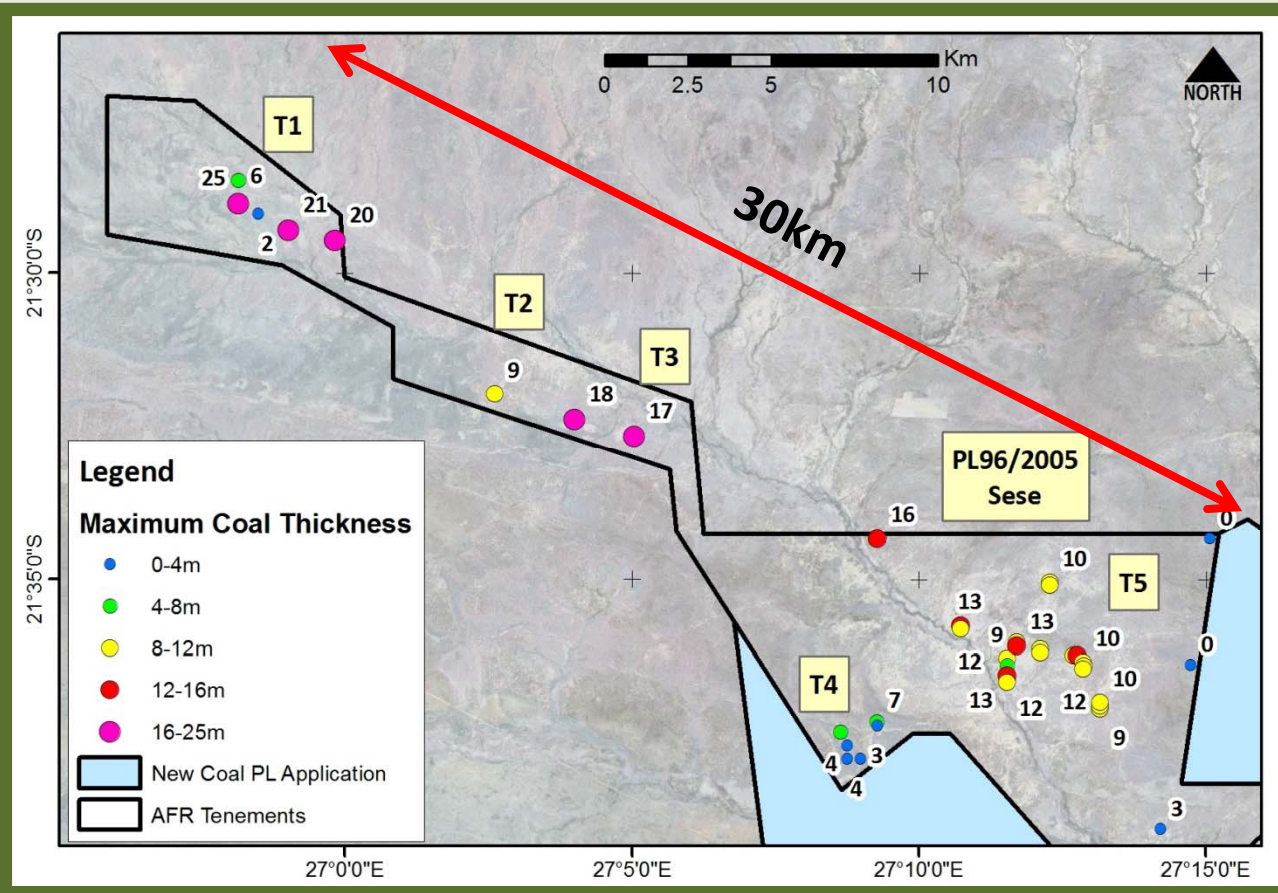 Km
0 2.5 5 10
NORTH
T1
25 6
21 20
2
30km
21°30'0"S
T2
T3
9
18
17
PL96/2005
Sese
16
0
10
T5
21°35'0"S
13
9
13
10
0
12
10
13
12
12
9
T4
7
4
3
4
3
Legend
Maximum Coal Thickness
0-4m
4-8m
8-12m
12-16m
16-25m
New Coal PL Application
AFR Tenements
27°0'0"E 27°5'0"E 27°10'0"E 27°15'0"E